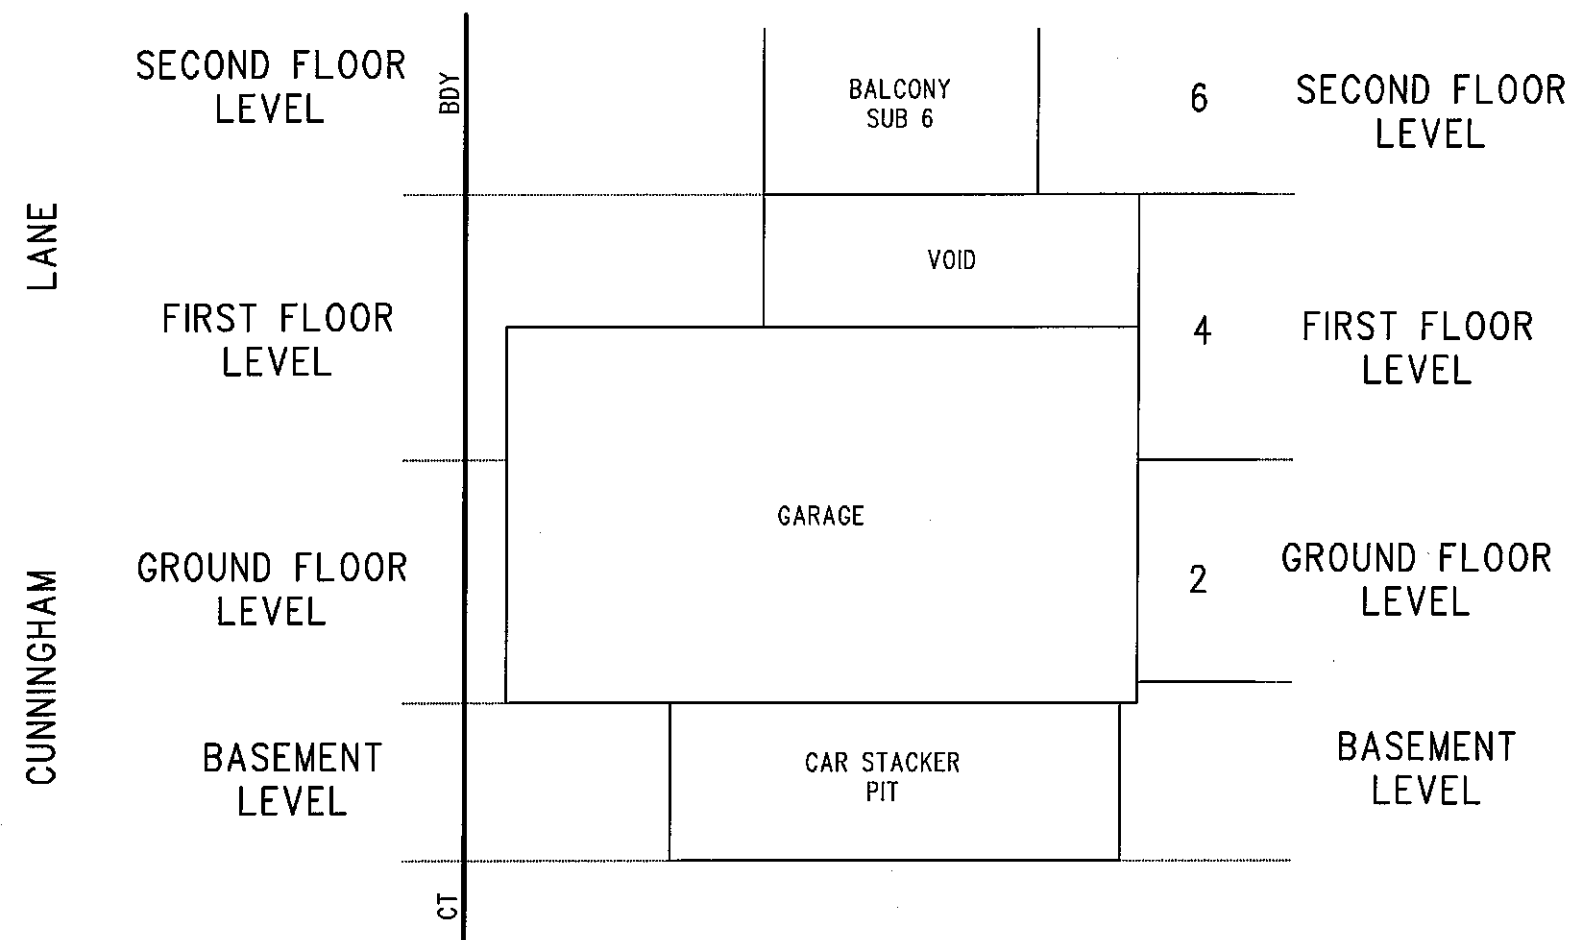 SECOND FLOOR
LEVEL
BDY
BALCONY
SUB 6
6
SECOND FLOOR
LEVEL
VOID
LANE
FIRST FLOOR
LEVEL
4
FIRST FLOOR
LEVEL
GARAGE
GROUND FLOOR
LEVEL
2
GROUND FLOOR
LEVEL
CUNNINGHAM
BASEMENT
LEVEL
CAR STACKER
PIT
BASEMENT
LEVEL
CT